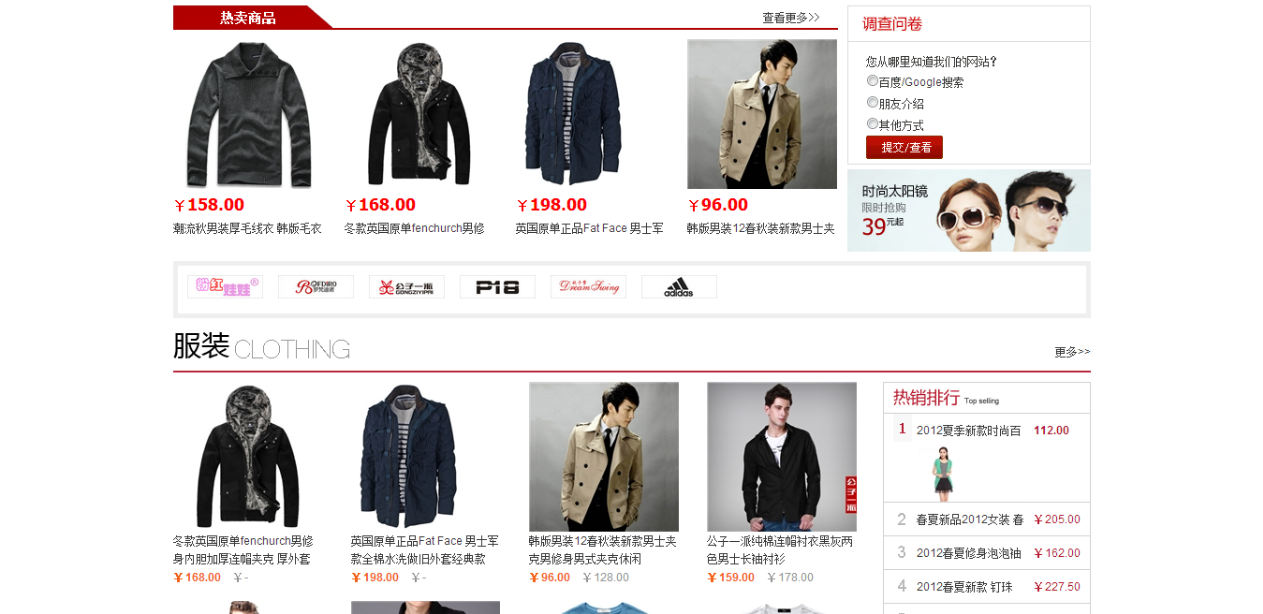 热卖商品
查看更多>>
¥158.00
潮流秋男装厚毛线衣 韩版毛衣
¥168.00
冬款英国原单fenchurch男修
¥198.00
英国原单正品Fat Face 男士军
¥96.00
韩版男装12春秋装新款男士夹
调查问卷
您从哪里知道我们的网站?
百度/Google搜索
朋友介绍
其他方式
提交/查看
时尚太阳镜
限时抢购
39元起
粉红娃娃®
公子一派
GONGZIYIPAI
P18
Dream Swing
adidas
服装 CLOTHING
更多>>
冬款英国原单fenchurch男修
身内胆加厚连帽夹克 厚外套
¥168.00 ¥-
英国原单正品Fat Face 男士军
款全棉水洗做旧外套经典款
¥198.00 ¥-
韩版男装12春秋装新款男士夹
克男修身男式夹克休闲
¥96.00 ¥128.00
公子一派
公子一派纯棉连帽衬衣黑灰两
色男士长袖衬衫
¥159.00 ¥178.00
热销排行 Top selling
1 2012夏季新款时尚百 112.00
2 春夏新品2012女装 春 ¥205.00
3 2012春夏修身泡泡袖 ¥162.00
4 2012春夏新款 钉珠 ¥227.50